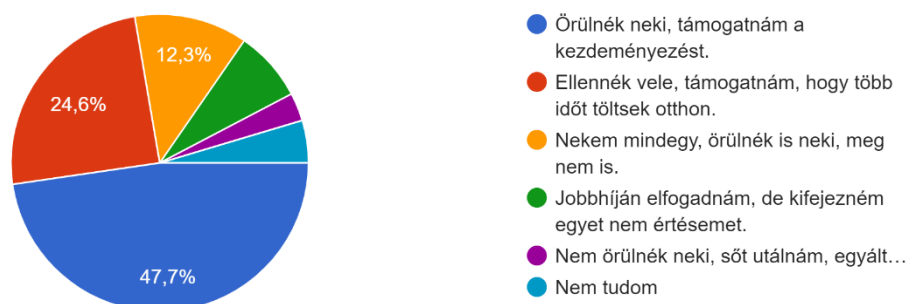 12,3%
24,6%
47,7%
Örülnék neki, támogatnám a
kezdeményezést.
Ellennék vele, támogatnám, hogy több
időt töltsek otthon.
Nekem mindegy, örülnék is neki, meg
nem is.
Jobbhíján elfogadnám, de kifejezném
egyet nem értésemet.
Nem örülnék neki, sőt utálnám, egyált…
Nem tudom